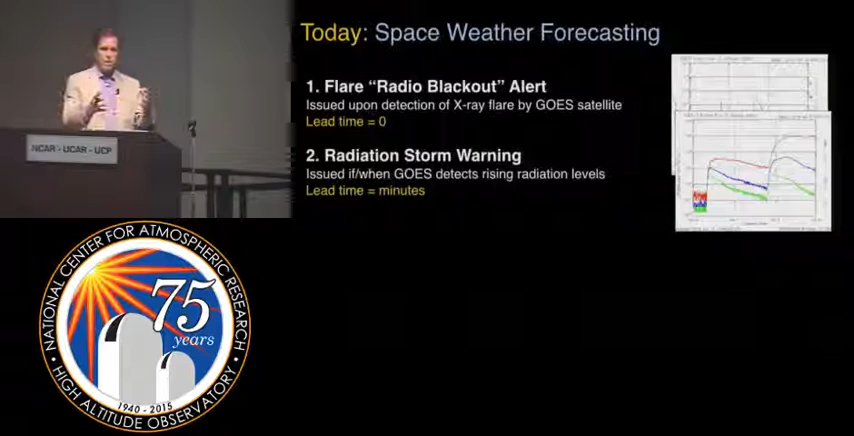 Today: Space Weather Forecasting
1. Flare “Radio Blackout” Alert
Issued upon detection of X-ray flare by GOES satellite
Lead time = 0
2. Radiation Storm Warning
Issued if/when GOES detects rising radiation levels
Lead time = minutes
NCAR - UCAR - UCP
NATIONAL CENTER FOR ATMOSPHERIC RESEARCH
75
years
1940 - 2015
HIGH ALTITUDE OBSERVATORY